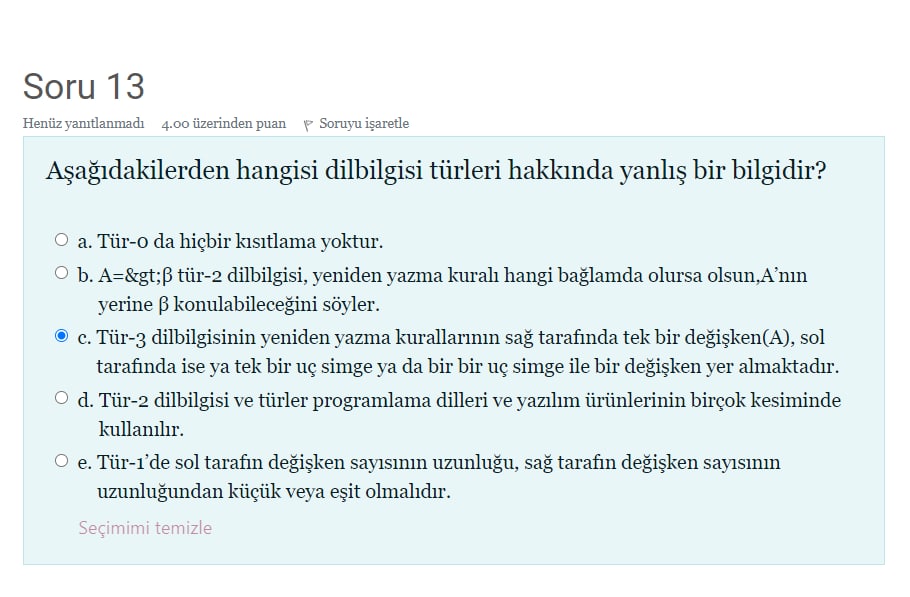 Soru 13
Henüz yanıtlanmadı 4.00 üzerinden puan Soruyu işaretle
Aşağıdakilerden hangisi dilbilgisi türleri hakkında yanlış bir bilgidir?
a. Tür-0 da hiçbir kısıtlama yoktur.
b. A=&gt;β tür-2 dilbilgisi, yeniden yazma kuralı hangi bağlamda olursa olsun,A’nın
yerine β konulabileceğini söyler.
c. Tür-3 dilbilgisinin yeniden yazma kurallarının sağ tarafında tek bir değişken(A), sol
tarafında ise ya tek bir uç simge ya da bir bir uç simge ile bir değişken yer almaktadır.
d. Tür-2 dilbilgisi ve türler programlama dilleri ve yazılım ürünlerinin birçok kesiminde
kullanılır.
e. Tür-1’de sol tarafın değişken sayısının uzunluğu, sağ tarafın değişken sayısının
uzunluğundan küçük veya eşit olmalıdır.
Seçimimi temizle